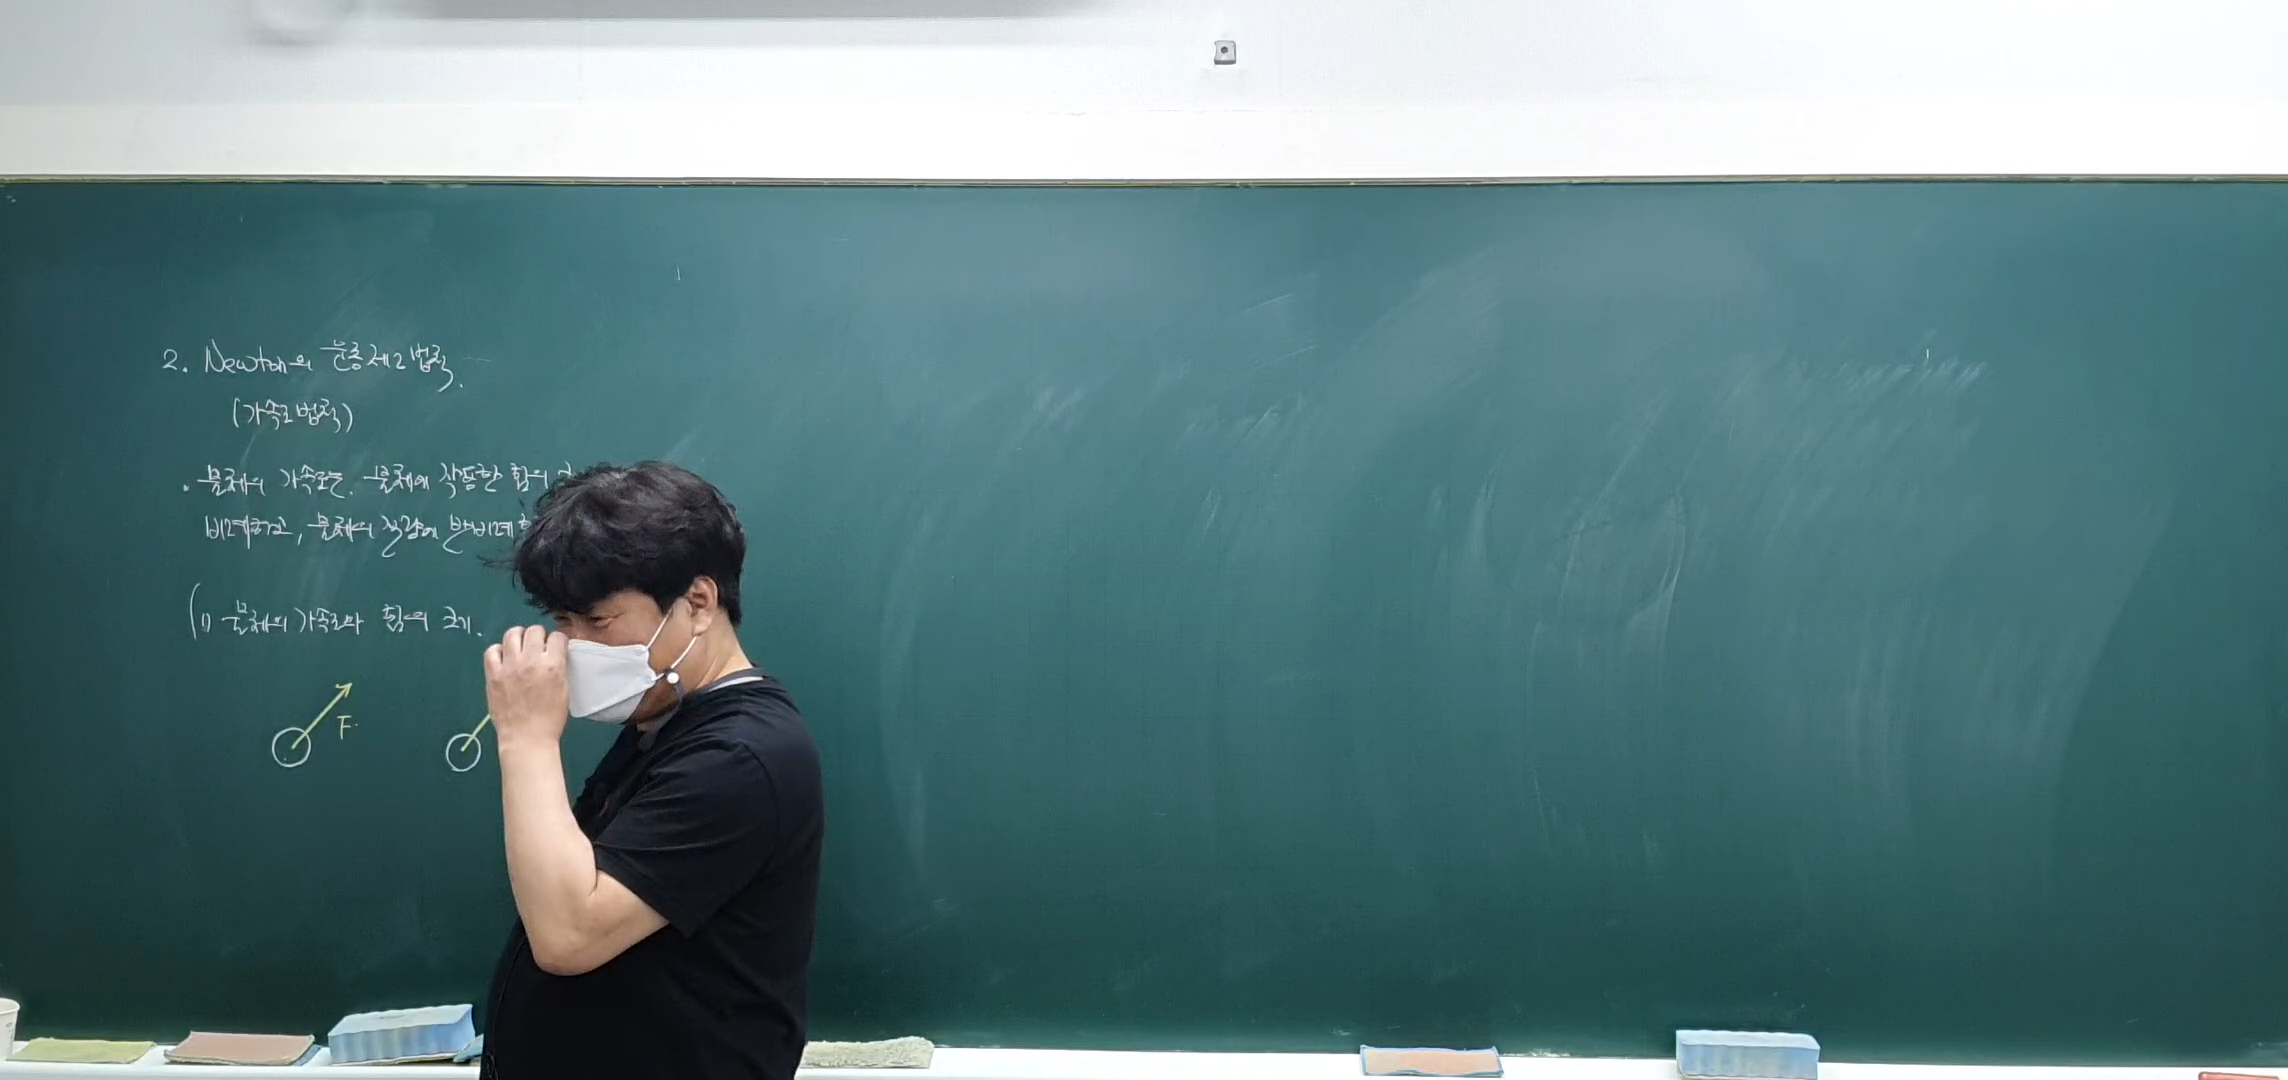 2. Newton의 운동 제2법칙.
(가속도 법칙)
. 물체의 가속도는, 물체에 작용한 힘의
비례하고, 물체의 질량에 반비례
(1) 물체의 가속도와 힘의 크기.
F.